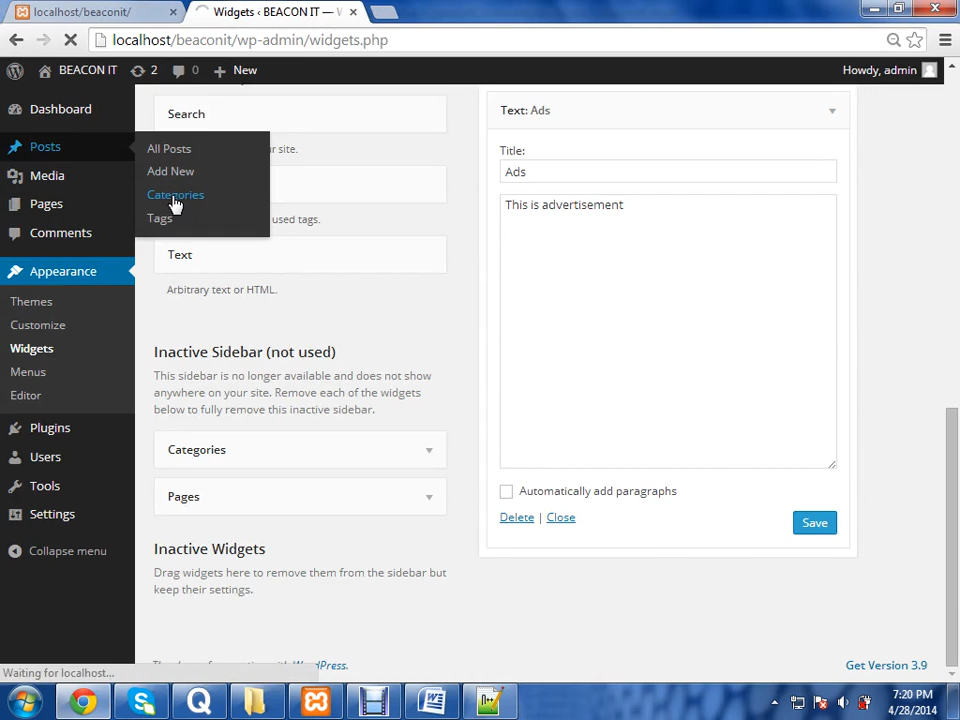 localhost/beaconit/
Widgets ‹ BEACON IT — W
localhost/beaconit/wp-admin/widgets.php
BEACON IT
2
0
New
Howdy, admin
Dashboard
Posts
Media
Pages
Comments
Appearance
Themes
Customize
Widgets
Menus
Editor
Plugins
Users
Tools
Settings
Collapse menu
All Posts
Add New
Categories
Tags
Search
our site.
used tags.
Text
Arbitrary text or HTML.
Inactive Sidebar (not used)
This sidebar is no longer available and does not show
anywhere on your site. Remove each of the widgets
below to fully remove this inactive sidebar.
Categories
Pages
Inactive Widgets
Drag widgets here to remove them from the sidebar but
keep their settings.
Text: Ads
Title:
Ads
This is advertisement
Automatically add paragraphs
Delete | Close
Save
WordPress.
Get Version 3.9
Waiting for localhost...
7:20 PM
4/28/2014